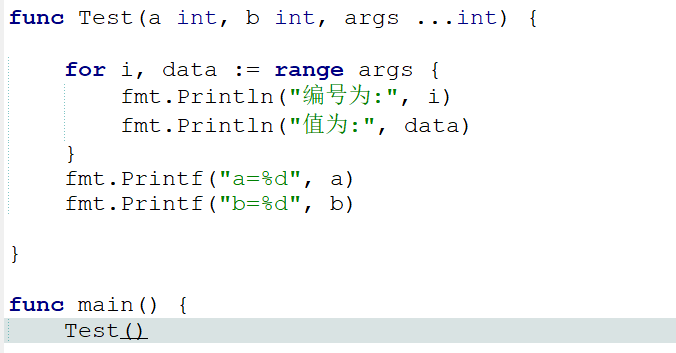 func Test(a int, b int, args ...int) {
for i, data := range args {
fmt.Println("编号为:", i)
fmt.Println("值为:", data)
}
fmt.Printf("a=%d", a)
fmt.Printf("b=%d", b)
}
func main() {
Test()